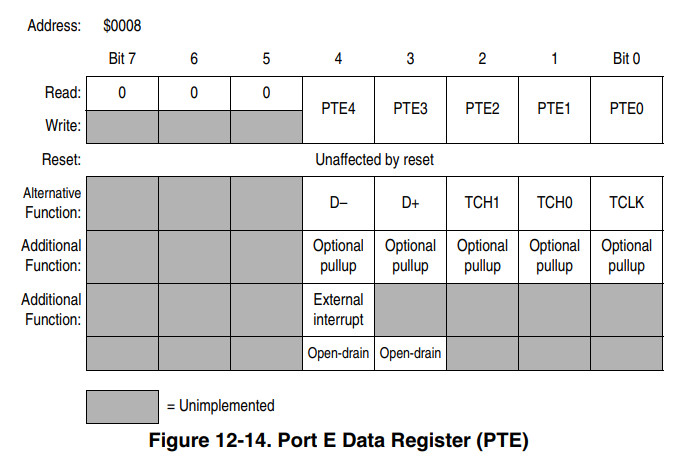 Address: $0008
Bit 7 6 5 4 3 2 1 Bit 0
Read: 0 0 0 PTE4 PTE3 PTE2 PTE1 PTE0
Write:
Reset: Unaffected by reset
Alternative
Function: D– D+ TCH1 TCH0 TCLK
Additional Optional Optional Optional Optional Optional
Function: pullup pullup pullup pullup pullup
Additional External
Function: interrupt
Open-drain Open-drain
= Unimplemented
Figure 12-14. Port E Data Register (PTE)